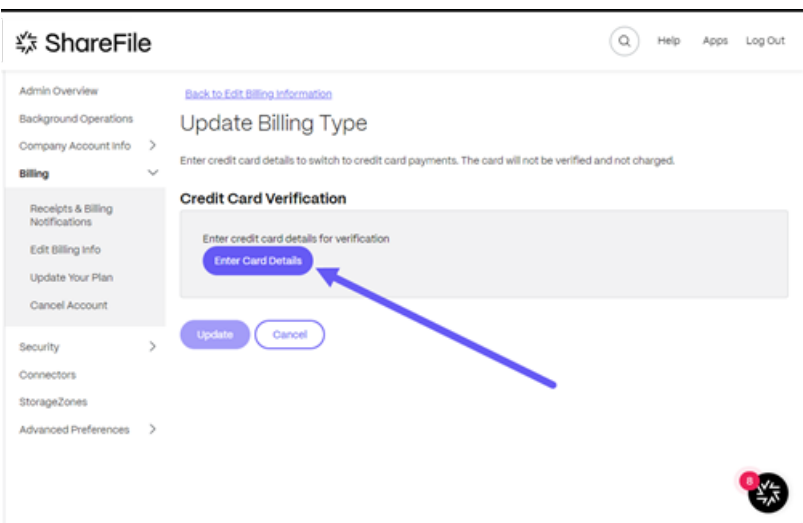 ShareFile
Help
Apps
Log Out
Admin Overview
Background Operations
Company Account Info
Billing
Receipts & Billing
Notifications
Edit Billing Info
Update Your Plan
Cancel Account
Security
Connectors
StorageZones
Advanced Preferences
Back to Edit Billing Information
Update Billing Type
Enter credit card details to switch to credit card payments. The card will not be verified and not charged.
Credit Card Verification
Enter credit card details for verification
Enter Card Details
Update
Cancel
8